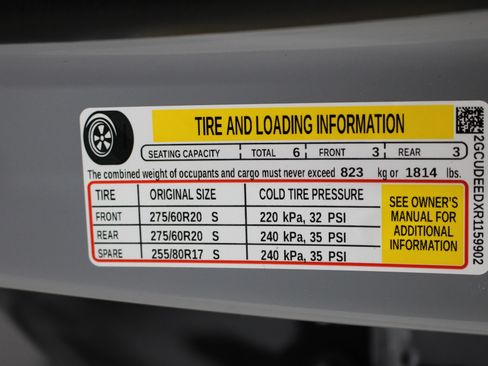 TIRE AND LOADING INFORMATION
SEATING CAPACITY TOTAL 6 FRONT 3 REAR 3
The combined weight of occupants and cargo must never exceed 823 kg or 1814 lbs.
TIRE ORIGINAL SIZE COLD TIRE PRESSURE
FRONT 275/60R20 S 220 kPa, 32 PSI
REAR 275/60R20 S 240 kPa, 35 PSI
SPARE 255/80R17 S 240 kPa, 35 PSI
SEE OWNER'S
MANUAL FOR
ADDITIONAL
INFORMATION
2GCUDEEDXR1159902